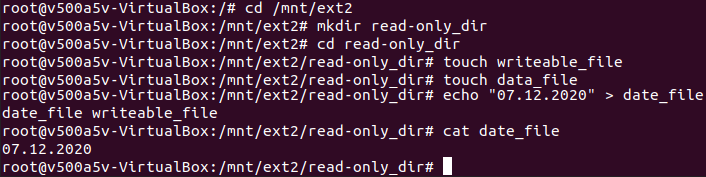 root@v500a5v-VirtualBox:/# cd /mnt/ext2
root@v500a5v-VirtualBox:/mnt/ext2# mkdir read-only_dir
root@v500a5v-VirtualBox:/mnt/ext2# cd read-only_dir
root@v500a5v-VirtualBox:/mnt/ext2/read-only_dir# touch writeable_file
root@v500a5v-VirtualBox:/mnt/ext2/read-only_dir# touch data_file
root@v500a5v-VirtualBox:/mnt/ext2/read-only_dir# echo "07.12.2020" > date_file
date_file writeable_file
root@v500a5v-VirtualBox:/mnt/ext2/read-only_dir# cat date_file
07.12.2020
root@v500a5v-VirtualBox:/mnt/ext2/read-only_dir#